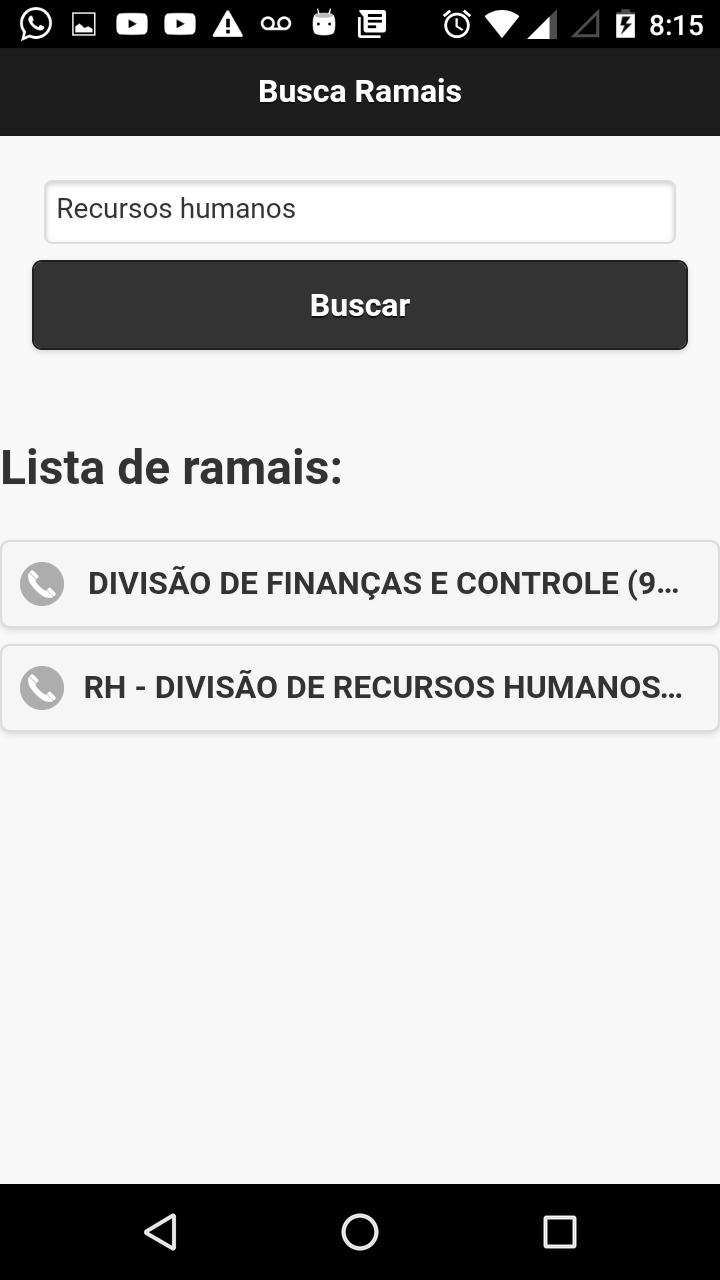 8:15
Busca Ramais
Recursos humanos
Buscar
Lista de ramais:
DIVISÃO DE FINANÇAS E CONTROLE (9...
RH - DIVISÃO DE RECURSOS HUMANOS...